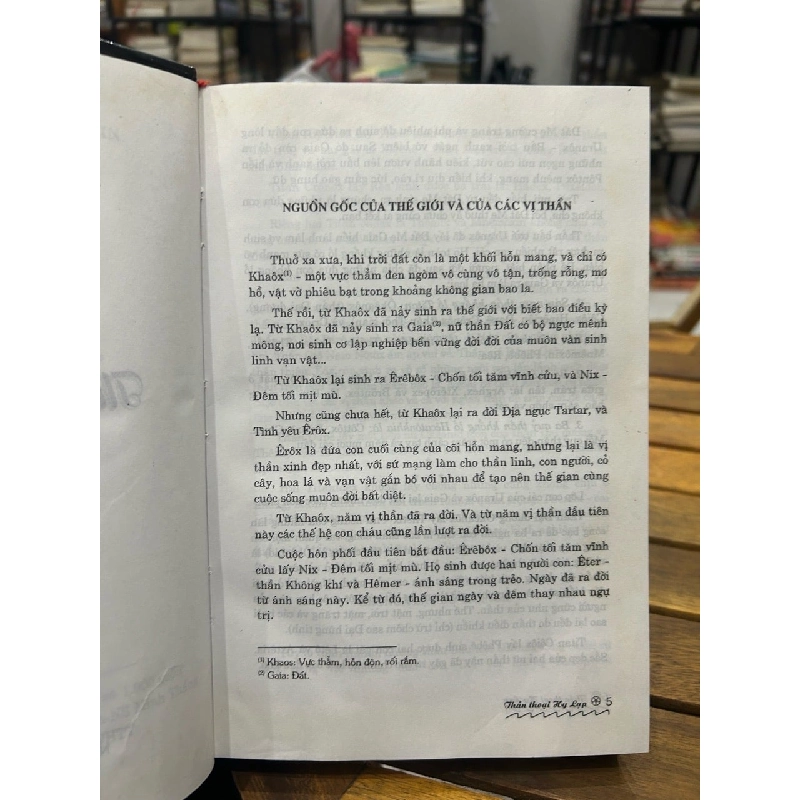 NGUỒN GỐC CỦA THẾ GIỚI VÀ CỦA CÁC VỊ THẦN
Thuở xa xưa, khi trời đất còn là một khối hỗn mang, và chỉ có
Khaôx(1) - một vực thẳm đen ngòm vô cùng vô tận, trống rỗng, mơ
hồ, vật vờ phiêu bạt trong khoảng không gian bao la.
Thế rồi, từ Khaôx đã nảy sinh ra thế giới với biết bao điều kỳ
lạ. Từ Khaôx đã nảy sinh ra Gaia(2), nữ thần Đất có bộ ngực mênh
mông, nơi sinh cơ lập nghiệp bền vững đời đời của muôn vàn sinh
linh vạn vật...
Từ Khaôx lại sinh ra Êrêbôx - Chốn tối tăm vĩnh cửu, và Nix -
Đêm tối mịt mù.
Nhưng cũng chưa hết, từ Khaôx lại ra đời Địa ngục Tartar, và
Tình yêu Êrôx.
Êrôx là đứa con cuối cùng của cõi hỗn mang, nhưng lại là vị
thần xinh đẹp nhất, với sứ mạng làm cho thần linh, con người, cỏ
cây, hoa lá và vạn vật gắn bó với nhau để tạo nên thế gian cùng
cuộc sống muôn đời bất diệt.
Từ Khaôx, năm vị thần đã ra đời. Và từ năm vị thần đầu tiên
này các thế hệ con cháu cũng lần lượt ra đời.
Cuộc hôn phối đầu tiên bắt đầu: Êrêbôx - Chốn tối tăm vĩnh
cửu lấy Nix - Đêm tối mịt mù. Họ sinh được hai người con: Êter -
thần Không khí và Hêmer - ánh sáng trong trẻo. Ngày đã ra đời
từ ánh sáng này. Kể từ đó, thế gian ngày và đêm thay nhau ngự
trị.
(1) Khaos: Vực thẳm, hỗn độn, rối rắm.
(2) Gaia: Đất.
Thần thoại Hy Lạp 5